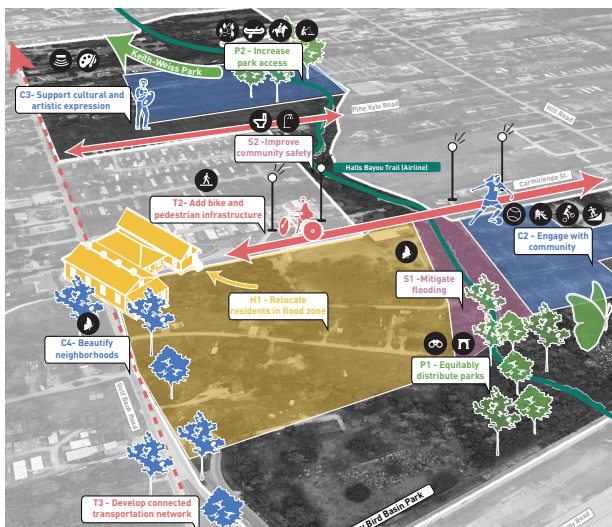 Keith-Weiss Park
P2 - Increase
park access
C3- Support cultural and
artistic expression
Pine Vale Road
Hill Road
S2 -Improve
community safety
Halls Bayou Trail (Airline)
Carmilenda St.
T2- Add bike and
pedestrian infrastructure
C2 - Engage with
community
S1 -Mitigate
flooding
H1 - Relocate
residents in flood zone
C4- Beautify
neighborhoods
P1 - Equitably
distribute parks
Bird Basin Park
T3 - Develop connected
transportation network
Road